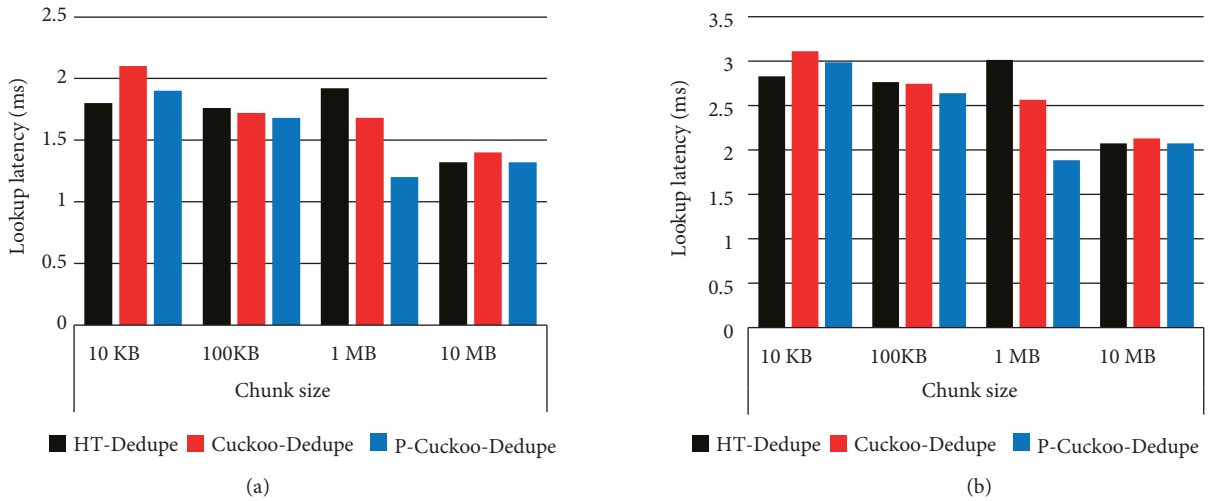 2.5
2
1.5
1
0.5
0
Lookup latency (ms)
10 KB 100KB 1 MB 10 MB
Chunk size
HT-Dedupe Cuckoo-Dedupe P-Cuckoo-Dedupe
(a)
3.5
3
2.5
2
1.5
1
0.5
0
Lookup latency (ms)
10 KB 100KB 1 MB 10 MB
Chunk size
HT-Dedupe Cuckoo-Dedupe P-Cuckoo-Dedupe
(b)